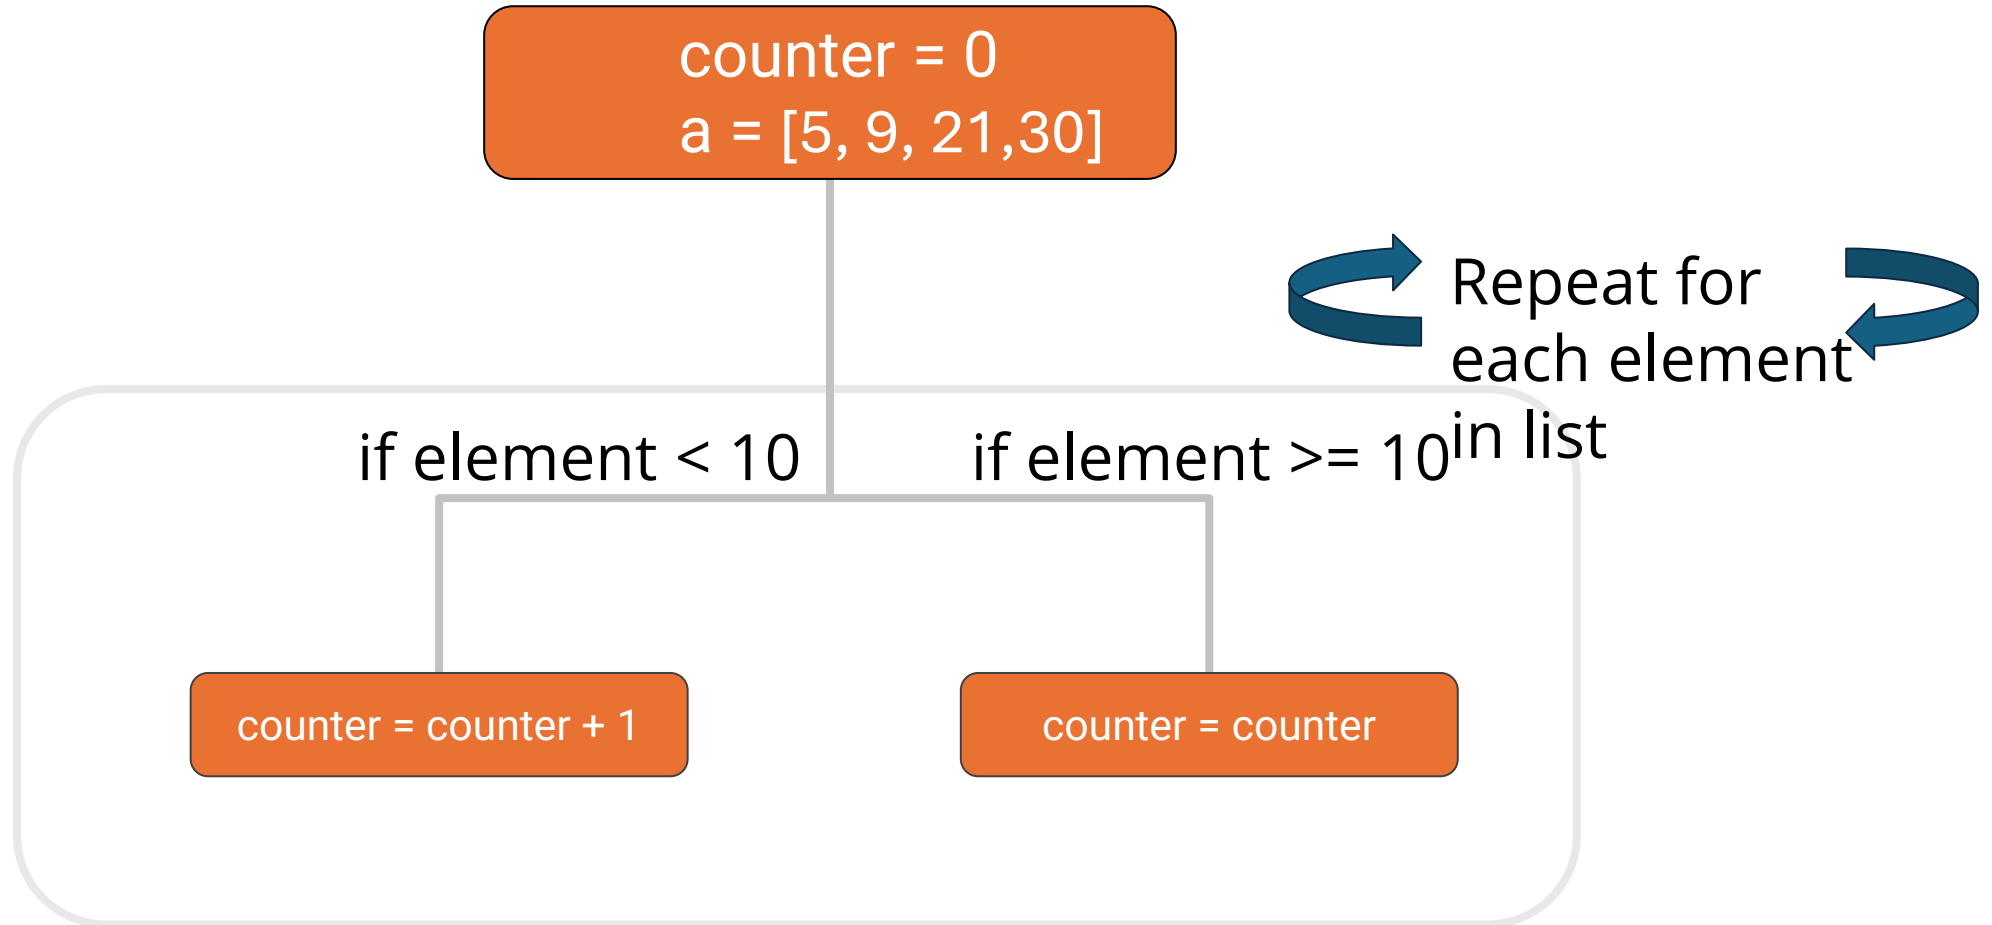 counter = 0
a = [5, 9, 21,30]
Repeat for
each element
in list
if element < 10
if element >= 10
counter = counter + 1
counter = counter